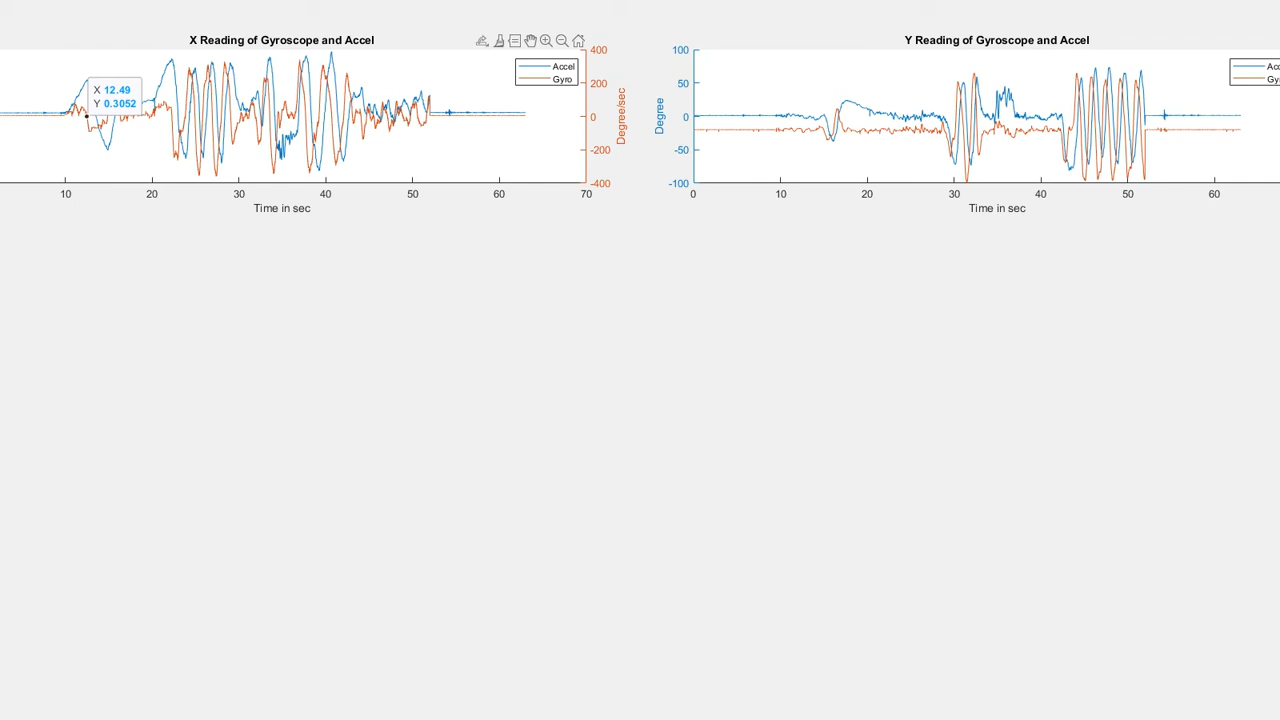 X Reading of Gyroscope and Accel
400
200
0
-200
-400
Degree/sec
Accel
Gyro
X 12.49
Y 0.3052
10
20
30
40
50
60
70
Time in sec
Y Reading of Gyroscope and Accel
100
50
0
-50
-100
Degree
Acc
Gy
0
10
20
30
40
50
60
Time in sec